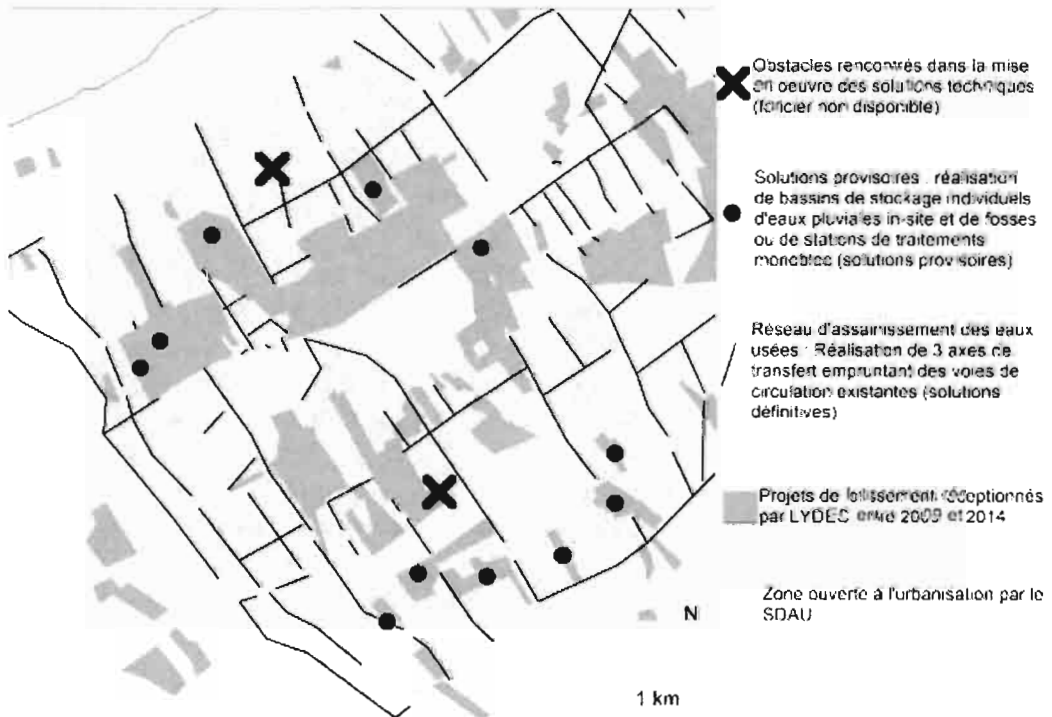 Obstacles rencontrés dans la mise
en oeuvre des solutions techniques
(foncier non disponible)
Solutions provisoires : réalisation
de bassins de stockage individuels
d'eaux pluviales in-site et de fosses
ou de stations de traitements
monobloc (solutions provisoires)
Réseau d'assainissement des eaux
usées : Réalisation de 3 axes de
transfert empruntant des voies de
circulation existantes (solutions
définitives)
Projets de lotissement réceptionnés
par LYDEC entre 2009 et 2014
Zone ouverte à l'urbanisation par le
SDAU
N
1 km